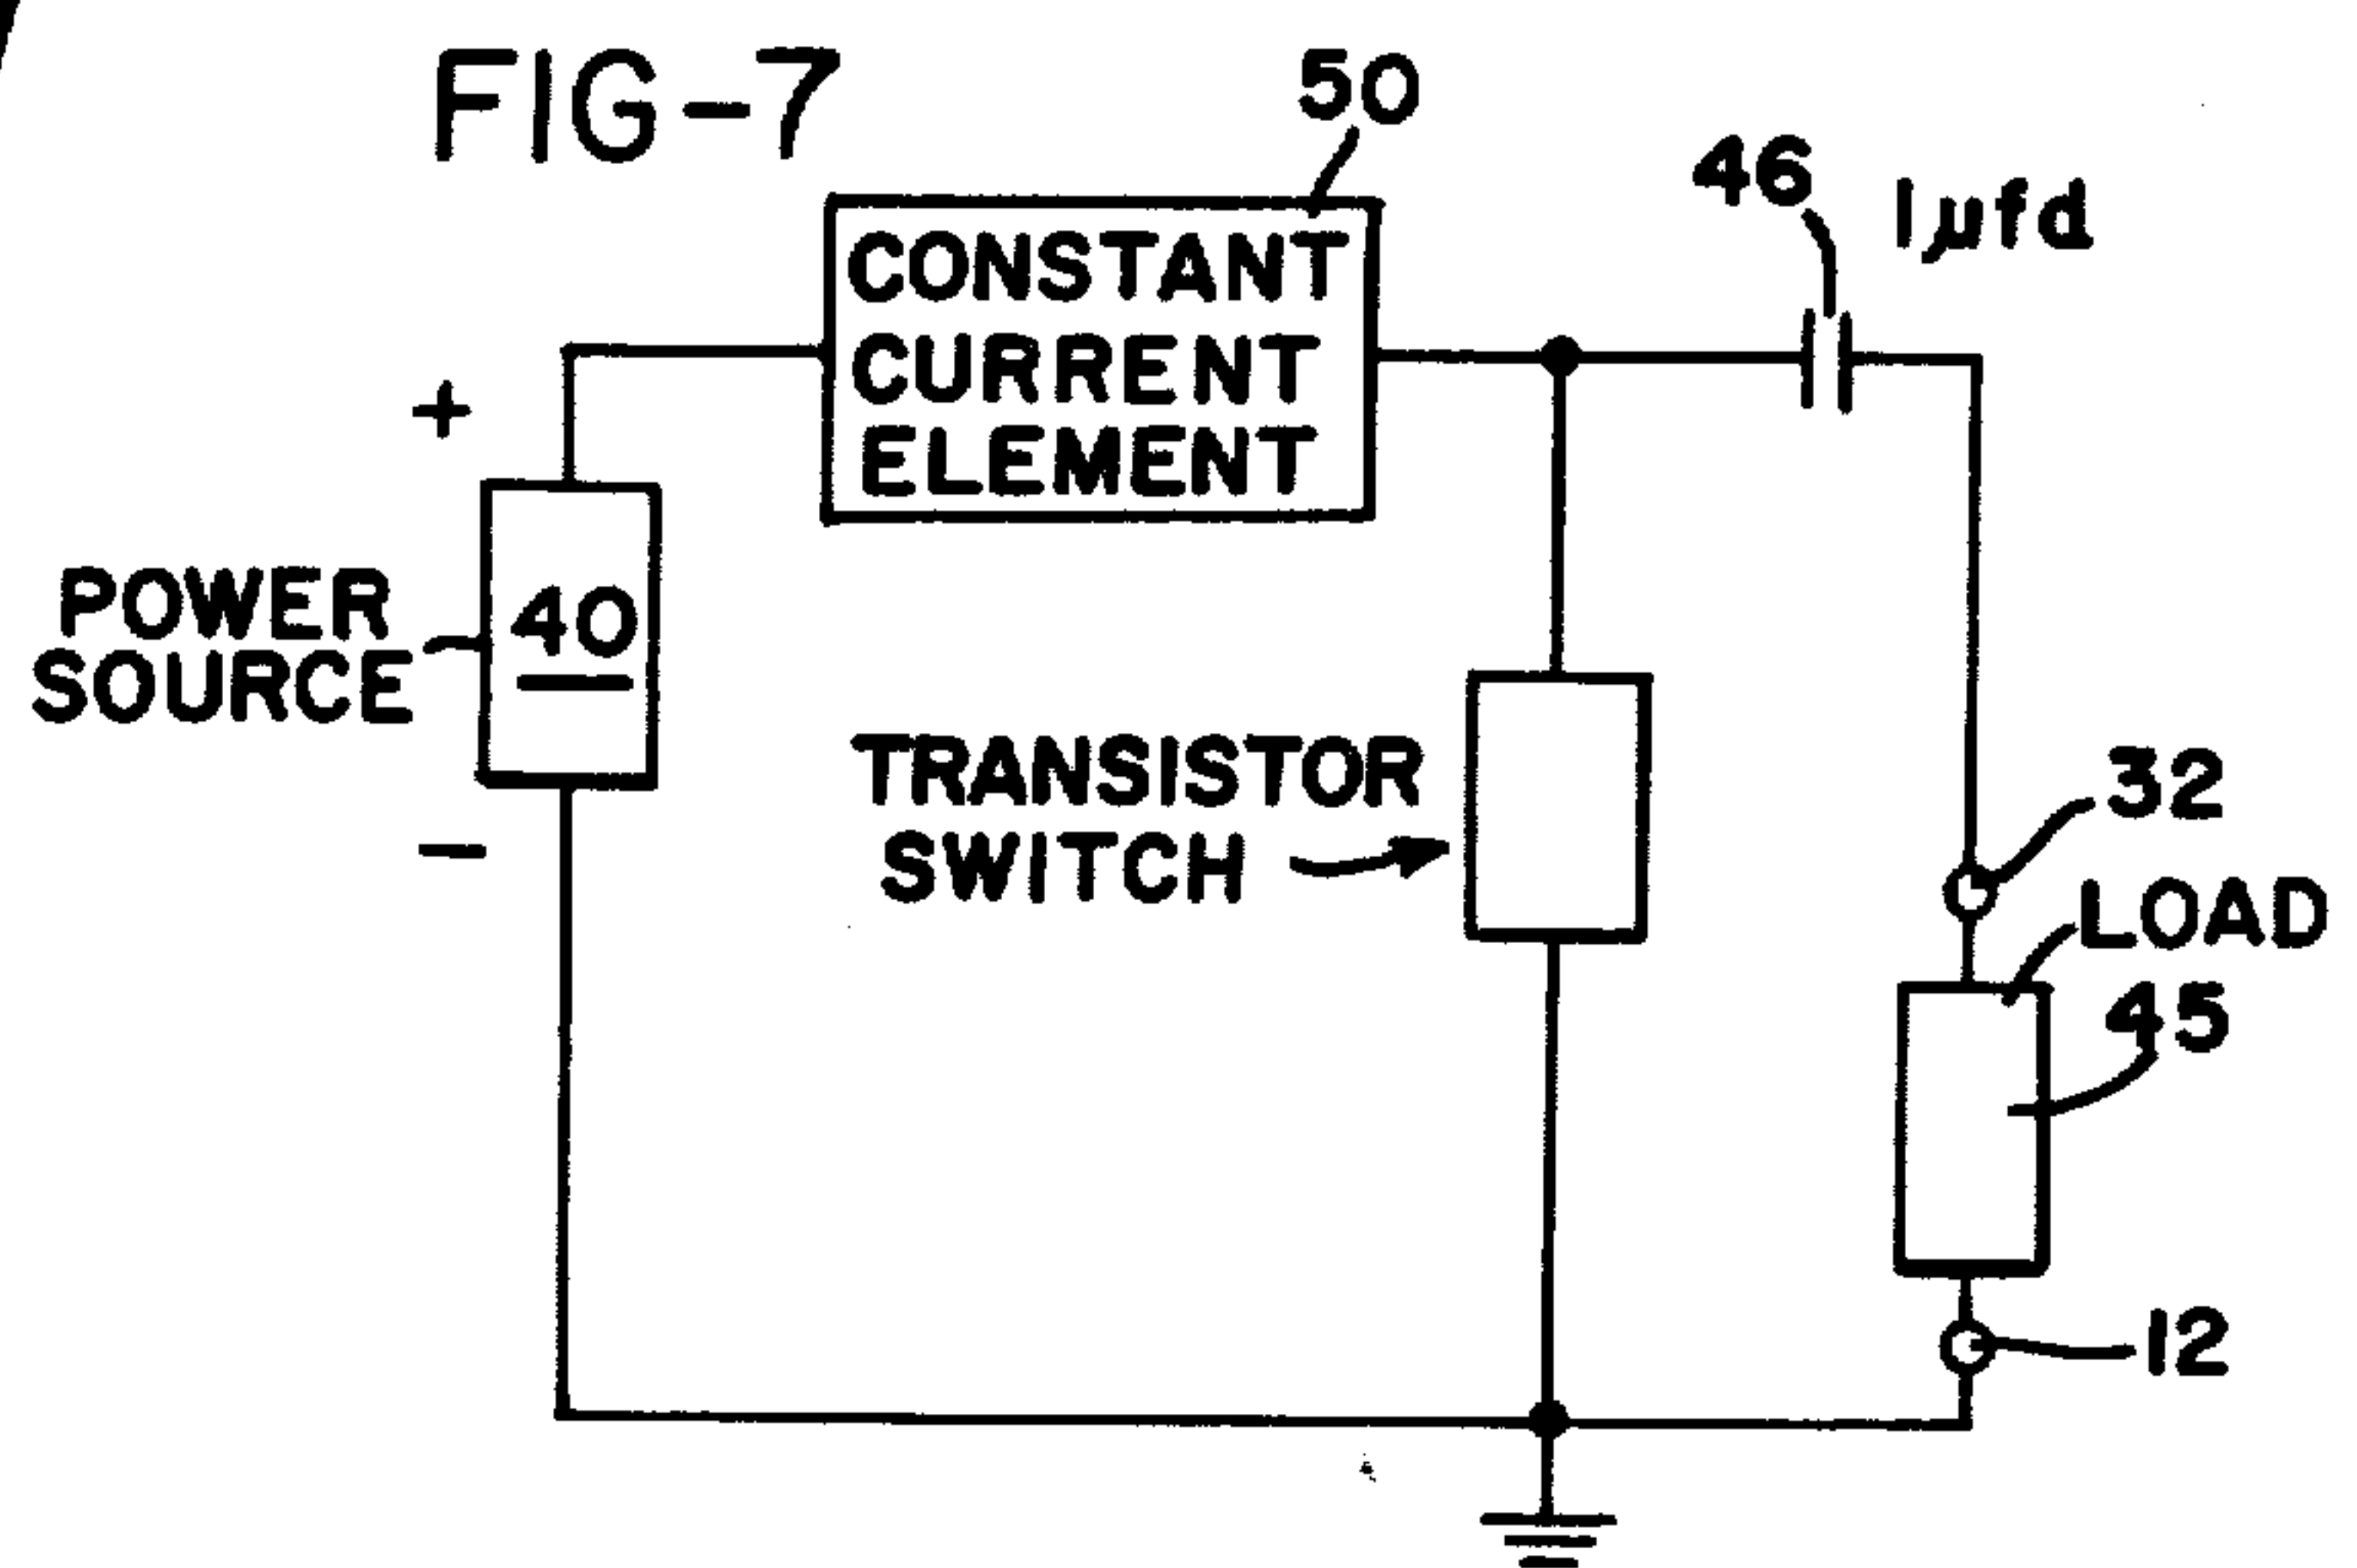 FIG-7
50
46
1µfd
CONSTANT
CURRENT
ELEMENT
+
POWER
SOURCE
40
-
TRANSISTOR
SWITCH
32
LOAD
45
12